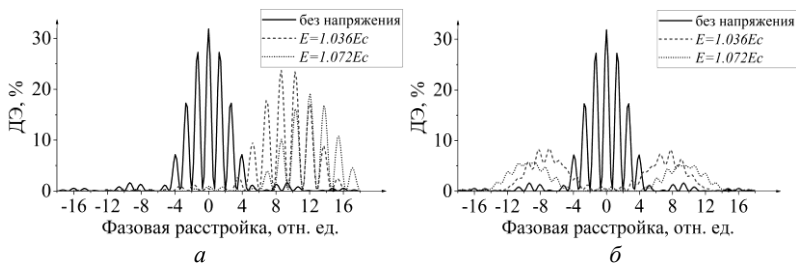 без напряжения
E=1.036Ec
E=1.072Ec
ДЭ, %
30
20
10
0
-16 -12 -8 -4 0 4 8 12 16
Фазовая расстройка, отн. ед.
а
без напряжения
E=1.036Ec
E=1.072Ec
ДЭ, %
30
20
10
0
-16 -12 -8 -4 0 4 8 12 16
Фазовая расстройка, отн. ед.
б